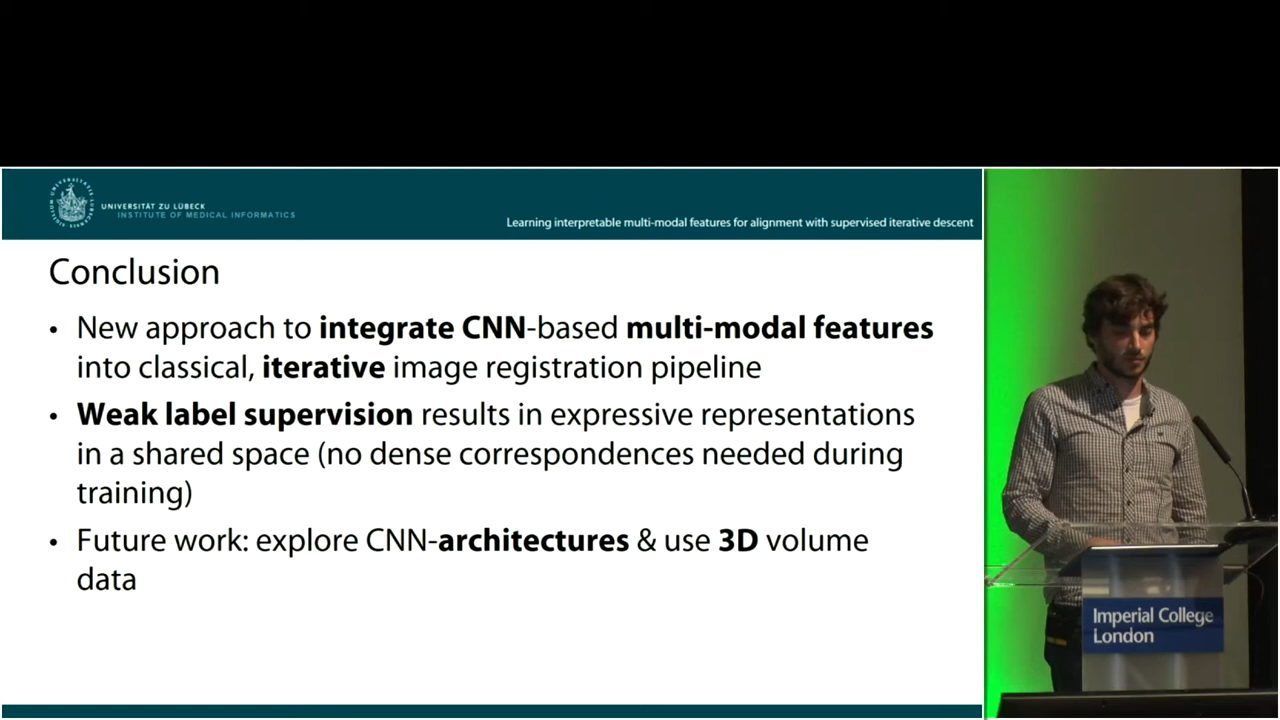 UNIVERSITÄT ZU LÜBECK
INSTITUTE OF MEDICAL INFORMATICS
Learning interpretable multi-modal features for alignment with supervised iterative descent
Conclusion
• New approach to integrate CNN-based multi-modal features
into classical, iterative image registration pipeline
• Weak label supervision results in expressive representations
in a shared space (no dense correspondences needed during
training)
• Future work: explore CNN-architectures & use 3D volume
data
Imperial College
London